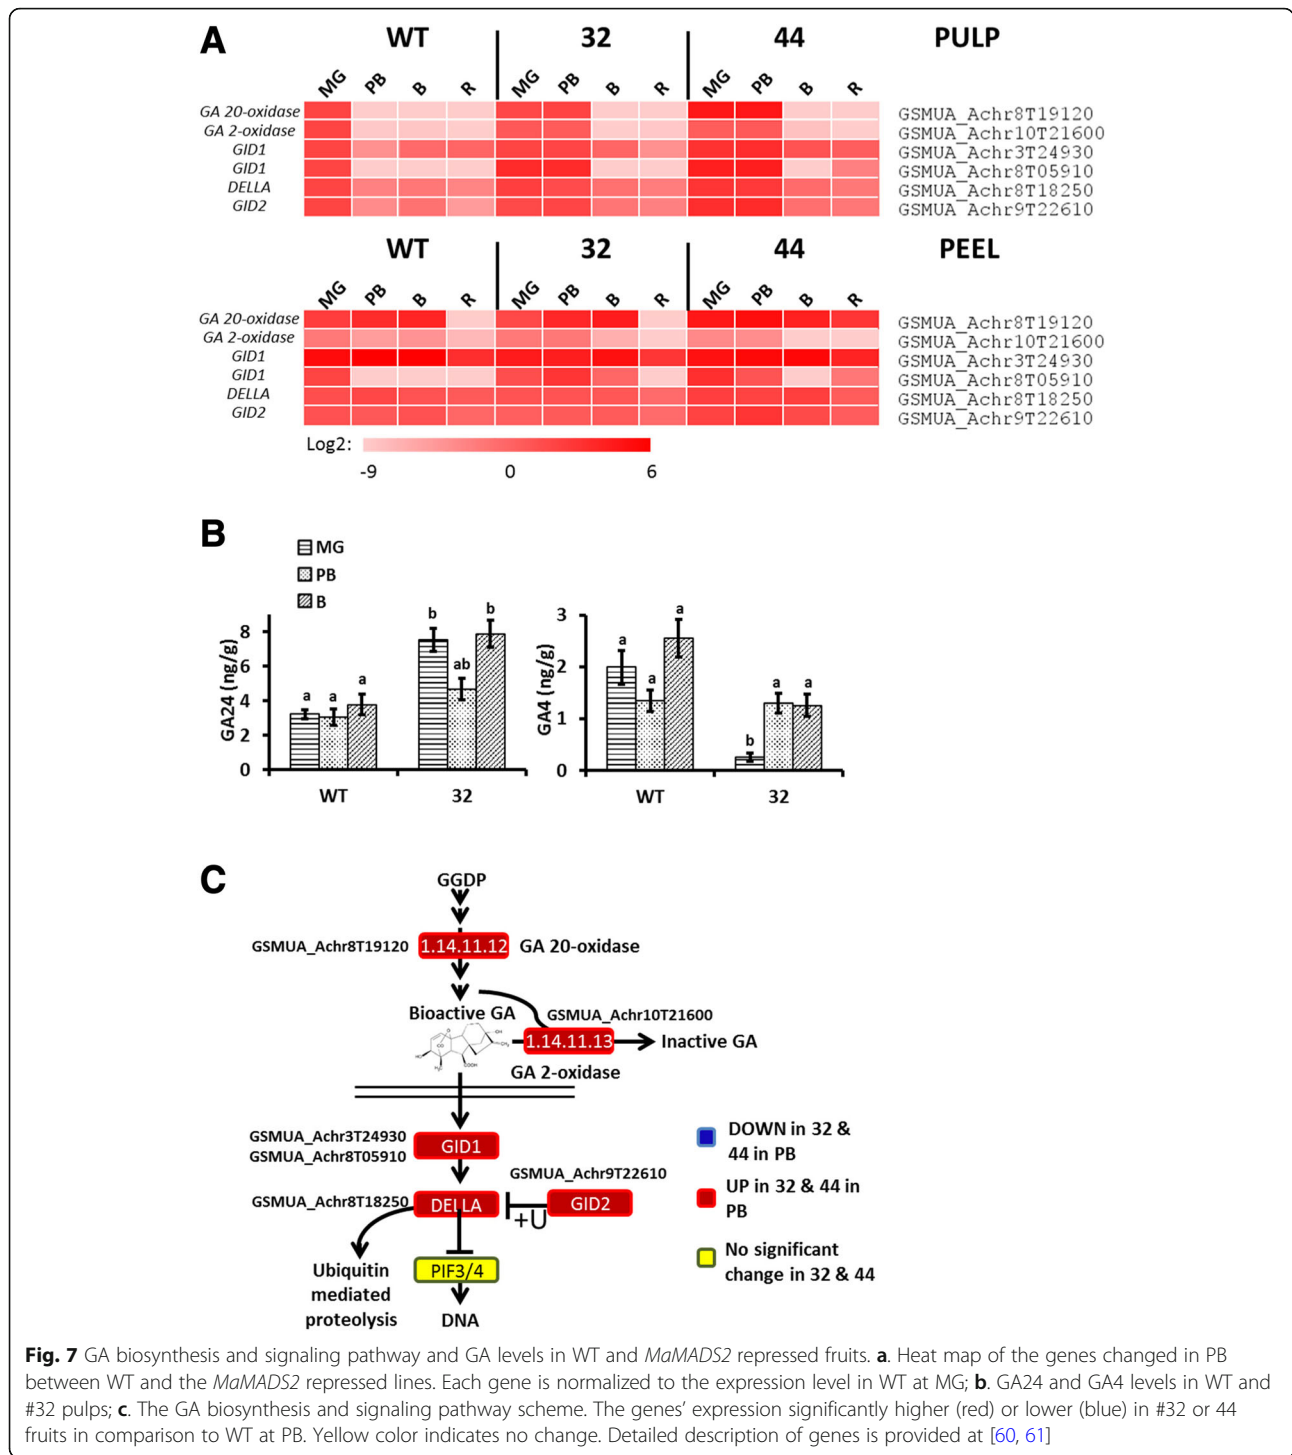 A
WT 32 44 PULP
MG PB B R MG PB B R MG PB B R
GA 20-oxidase GSMUA_Achr8T19120
GA 2-oxidase GSMUA_Achr10T21600
GID1 GSMUA_Achr3T24930
GID1 GSMUA_Achr8T05910
DELLA GSMUA_Achr8T18250
GID2 GSMUA_Achr9T22610
WT 32 44 PEEL
MG PB B R MG PB B R MG PB B R
GA 20-oxidase GSMUA_Achr8T19120
GA 2-oxidase GSMUA_Achr10T21600
GID1 GSMUA_Achr3T24930
GID1 GSMUA_Achr8T05910
DELLA GSMUA_Achr8T18250
GID2 GSMUA_Achr9T22610
Log2:
-9 0 6
B
MG
PB
B
GA24 (ng/g)
8
6
4
2
0
a a a b ab b
WT 32
GA4 (ng/g)
3
2
1
0
a a a b a a
WT 32
C
GGDP
GSMUA_Achr8T19120 1.14.11.12 GA 20-oxidase
Bioactive GA GSMUA_Achr10T21600
1.14.11.13 Inactive GA
GA 2-oxidase
GSMUA_Achr3T24930
GSMUA_Achr8T05910
GID1
GSMUA_Achr9T22610
GSMUA_Achr8T18250 DELLA GID2
+U
PIF3/4
Ubiquitin
mediated
proteolysis
DNA
DOWN in 32 &
44 in PB
UP in 32 & 44 in
PB
No significant
change in 32 & 44
Fig. 7 GA biosynthesis and signaling pathway and GA levels in WT and MaMADS2 repressed fruits. a. Heat map of the genes changed in PB
between WT and the MaMADS2 repressed lines. Each gene is normalized to the expression level in WT at MG; b. GA24 and GA4 levels in WT and
#32 pulps; c. The GA biosynthesis and signaling pathway scheme. The genes' expression significantly higher (red) or lower (blue) in #32 or 44
fruits in comparison to WT at PB. Yellow color indicates no change. Detailed description of genes is provided at [60, 61]